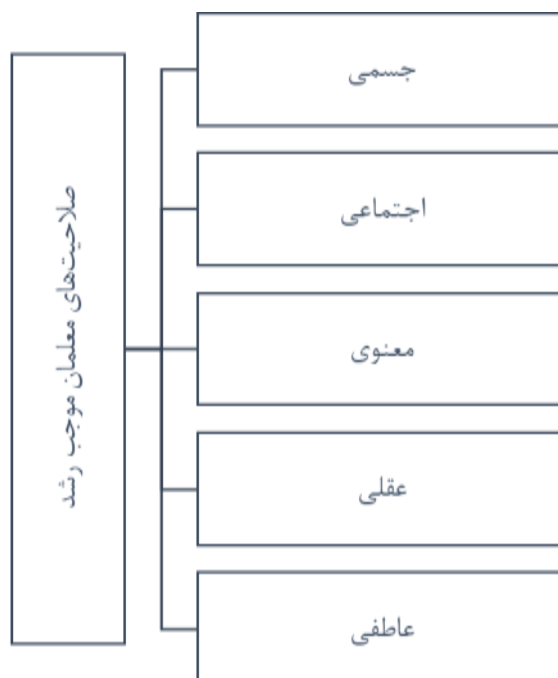 صلاحیت‌های معلمان موجب رشد
جسمی
اجتماعی
معنوی
عقلی
عاطفی